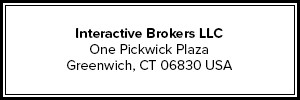 Interactive Brokers LLC
One Pickwick Plaza
Greenwich, CT 06830 USA